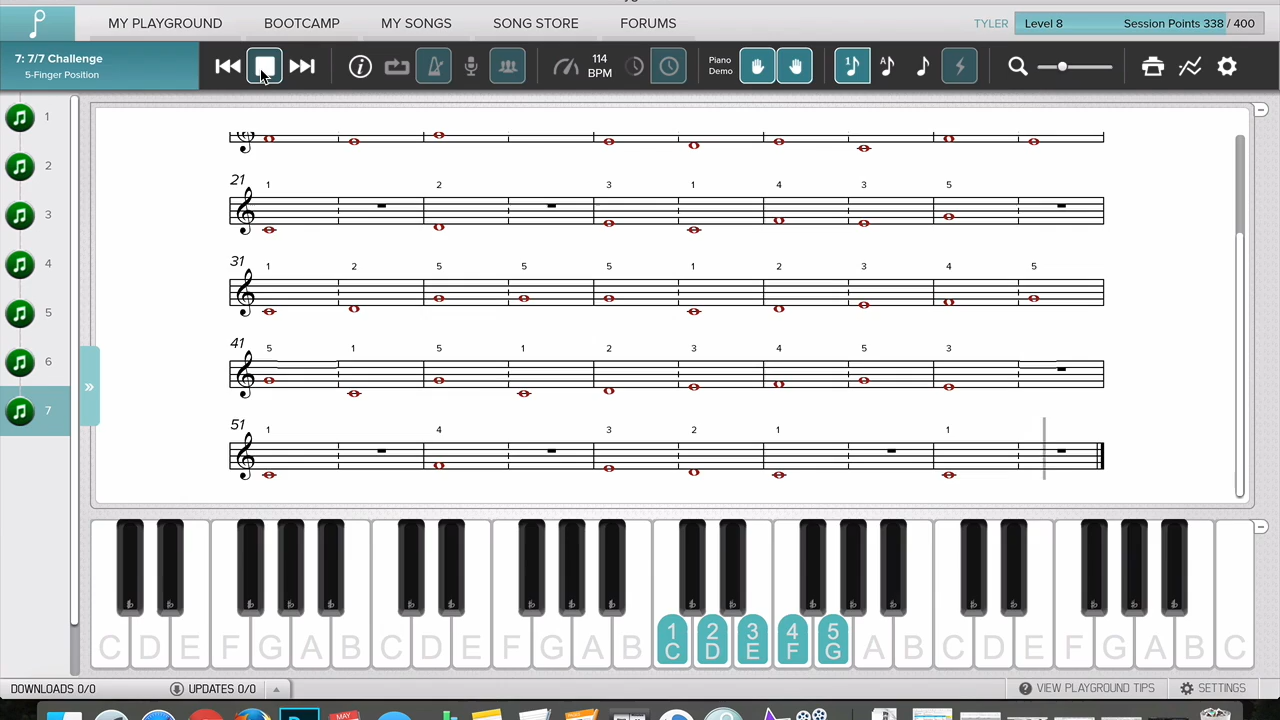 MY PLAYGROUND BOOTCAMP MY SONGS SONG STORE FORUMS TYLER Level 8 Session Points 338 / 400
7: 7/7 Challenge
5-Finger Position
114
BPM
Piano
Demo
1
2
3
4
5
6
7
21 1 2 3 1 4 3 5
31 1 2 5 5 5 1 2 3 4 5
41 5 1 5 1 2 3 4 5 3
51 1 4 3 2 1 1
1 2 3 4 5
C D E F G A B C D E F G A B C D E F G A B C D E F G A B C
DOWNLOADS 0/0 UPDATES 0/0 VIEW PLAYGROUND TIPS SETTINGS
MAY